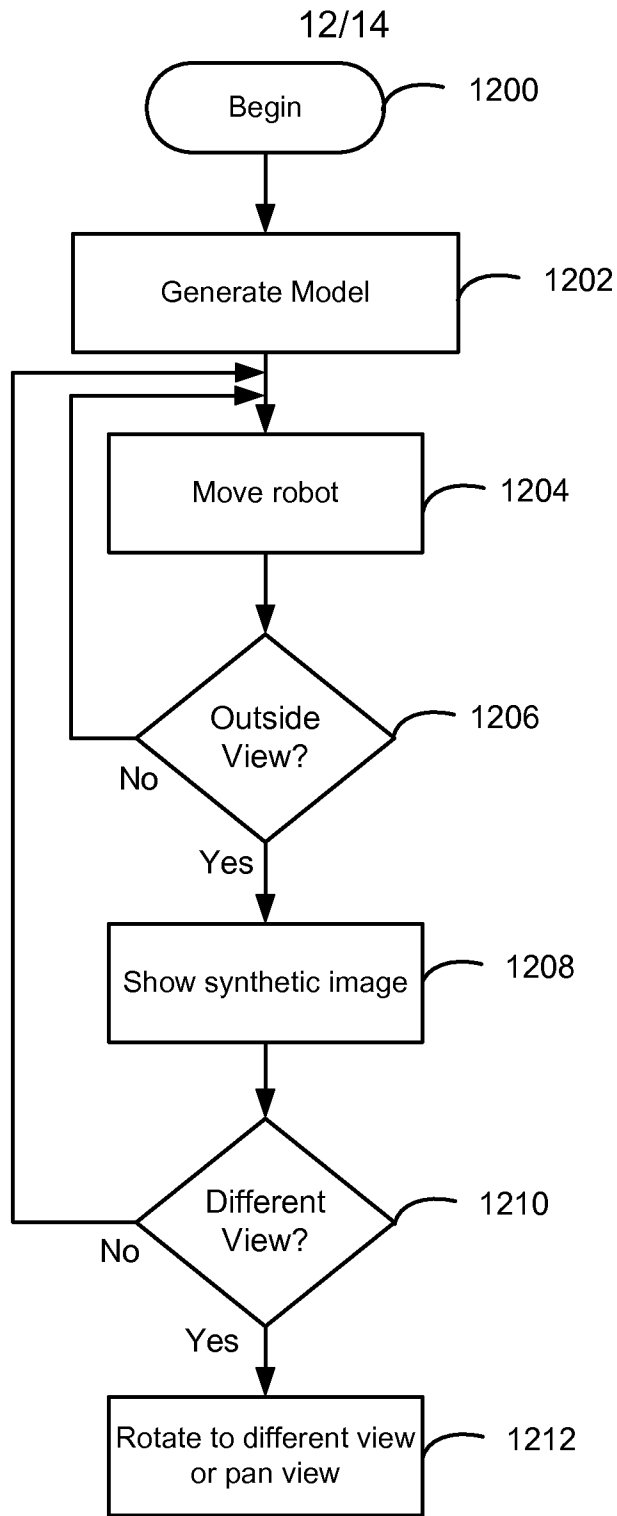 12/14
Begin
1200
Generate Model
1202
Move robot
1204
Outside
View?
1206
No
Yes
Show synthetic image
1208
Different
View?
1210
No
Yes
Rotate to different view
or pan view
1212